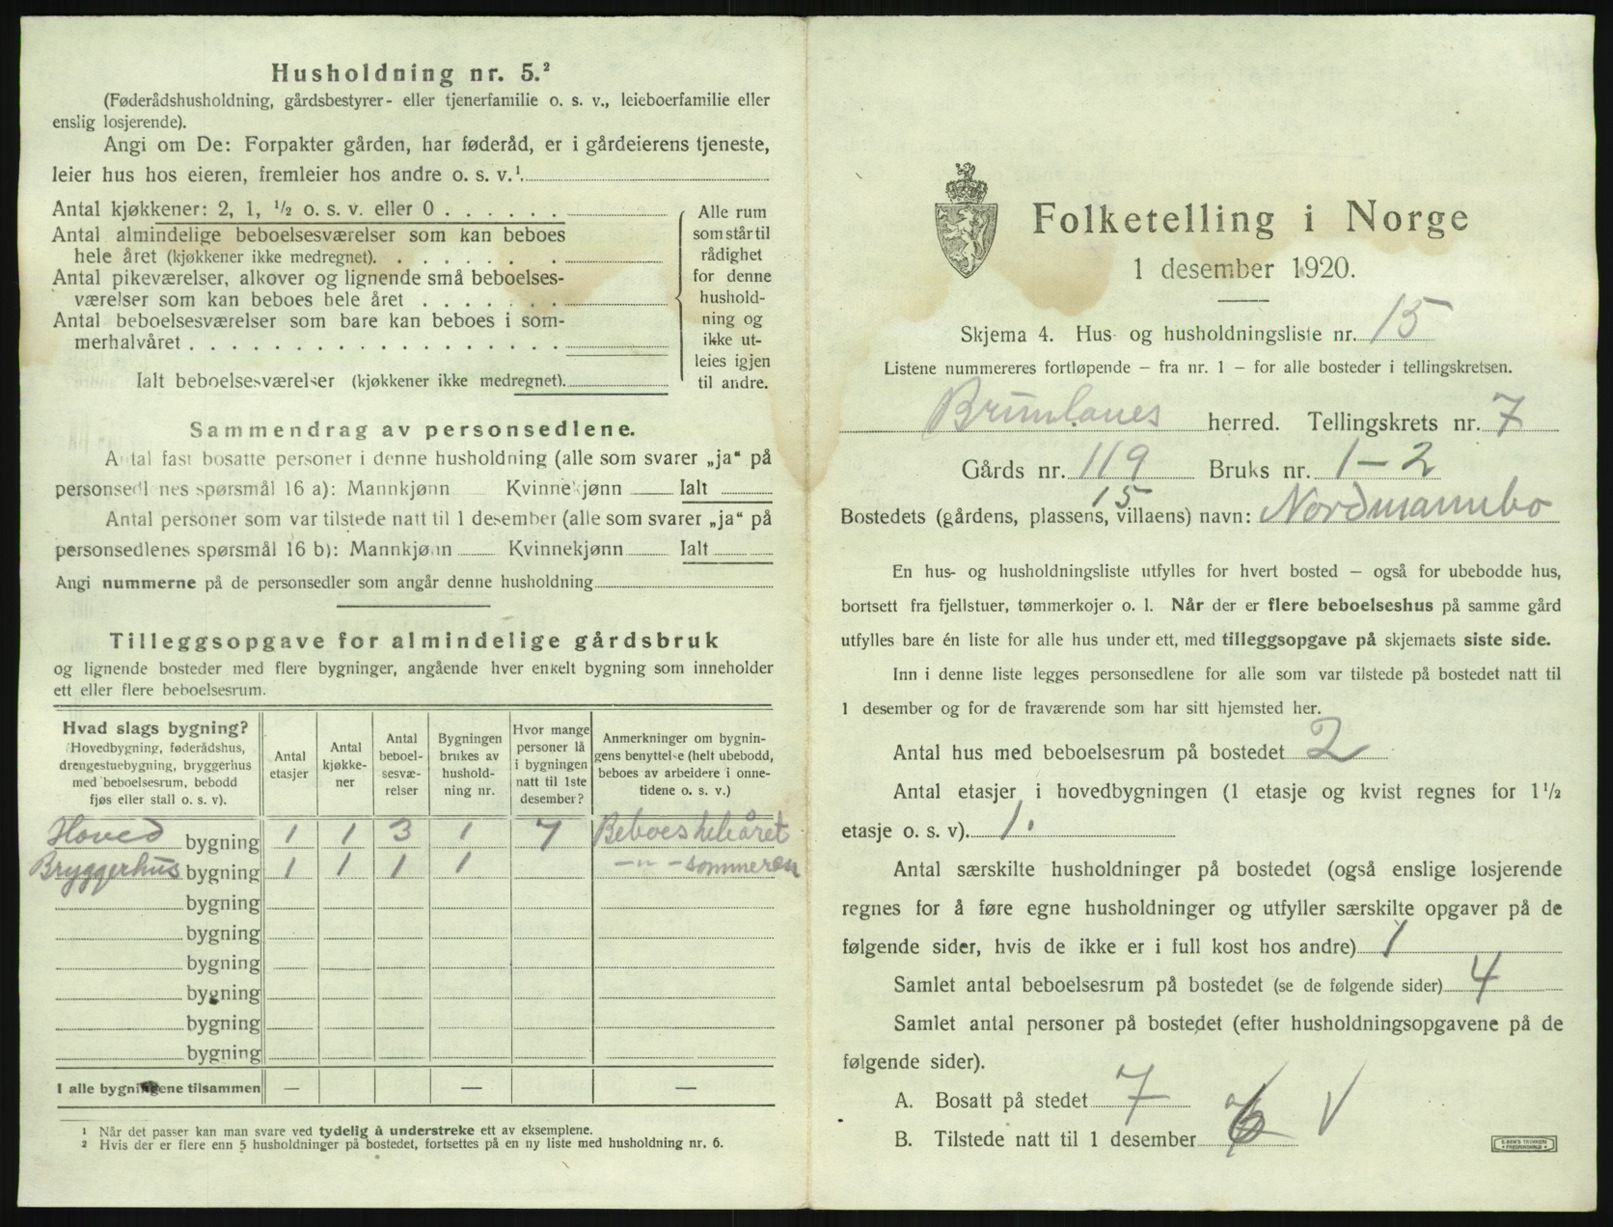 Husholdning nr. 5.²
(Føderådshusholdning, gårdsbestyrer- eller tjenerfamilie o. s. v., leieboerfamilie eller
enslig losjerende).
Angi om De: Forpakter gården, har føderåd, er i gårdeierens tjeneste,
leier hus hos eieren, fremleier hos andre o. s. v.¹
Antal kjøkkener: 2, 1, ½ o. s. v. eller 0 . . . . . .
Antal almindelige beboelsesværelser som kan beboes
hele året (kjøkkener ikke medregnet). . . . . . . .
Antal pikeværelser, alkover og lignende små beboelses-
værelser som kan beboes hele året . . . . . . .
Antal beboelsesværelser som bare kan beboes i som-
merhalvåret . . . . . . . . . . . . . . . . . .
Ialt beboelsesværelser (kjøkkener ikke medregnet).
Alle rum
som står til
rådighet
for denne
hushold-
ning og
ikke ut-
leies igjen
til andre.
Sammendrag av personsedlene.
Antal fast bosatte personer i denne husholdning (alle som svarer „ja“ på
personsedlenes spørsmål 16 a): Mannkjønn Kvinnekjønn Ialt
Antal personer som var tilstede natt til 1 desember (alle som svarer „ja“ på
personsedlenes spørsmål 16 b): Mannkjønn Kvinnekjønn Ialt
Angi nummerne på de personsedler som angår denne husholdning
Tilleggsopgave for almindelige gårdsbruk
og lignende bosteder med flere bygninger, angående hver enkelt bygning som inneholder
ett eller flere beboelsesrum.
Hvad slags bygning?
(Hovedbygning, føderådshus,
drengestuebygning, bryggerhus
med beboelsesrum, bebodd
fjøs eller stall o. s. v).
Antal
etasjer
Antal
kjøkke-
ner
Antal
beboel-
sesvæ-
relser
Bygningen
brukes av
hushold-
ning nr.
Hvor mange
personer lå
i bygningen
natt til 1ste
desember?
Anmerkninger om bygnin-
gens benyttelse (helt ubebodd,
beboes av arbeidere i onne-
tidene o. s. v.)
Hoved bygning 1 1 3 1 7 Beboes heleåret
Bryggerhus bygning 1 1 1 1 —"— sommeren
bygning
bygning
bygning
bygning
bygning
bygning
I alle bygningene tilsammen — — —
¹ Når det passer kan man svare ved tydelig å understreke ett av eksemplene.
² Hvis der er flere enn 5 husholdninger på bostedet, fortsettes på en ny liste med husholdning nr. 6.
Folketelling i Norge
1 desember 1920.
Skjema 4. Hus- og husholdningsliste nr. 15
Listene nummereres fortløpende — fra nr. 1 — for alle bosteder i tellingskretsen.
Brunlanes herred. Tellingskrets nr. 7
Gårds nr. 119 Bruks nr. 1-2
15
Bostedets (gårdens, plassens, villaens) navn: Nordmannbo
En hus- og husholdningsliste utfylles for hvert bosted — også for ubebodde hus,
bortsett fra fjellstuer, tømmerkojer o. l. Når der er flere beboelseshus på samme gård
utfylles bare én liste for alle hus under ett, med tilleggsopgave på skjemaets siste side.
Inn i denne liste legges personsedlene for alle som var tilstede på bostedet natt til
1 desember og for de fraværende som har sitt hjemsted her.
Antal hus med beboelsesrum på bostedet 2
Antal etasjer i hovedbygningen (1 etasje og kvist regnes for 1½
etasje o. s. v). 1.
Antal særskilte husholdninger på bostedet (også enslige losjerende
regnes for å føre egne husholdninger og utfyller særskilte opgaver på de
følgende sider, hvis de ikke er i full kost hos andre) 1
Samlet antal beboelsesrum på bostedet (se de følgende sider) 4
Samlet antal personer på bostedet (efter husholdningsopgavene på de
følgende sider).
A. Bosatt på stedet 7
B. Tilstede natt til 1 desember